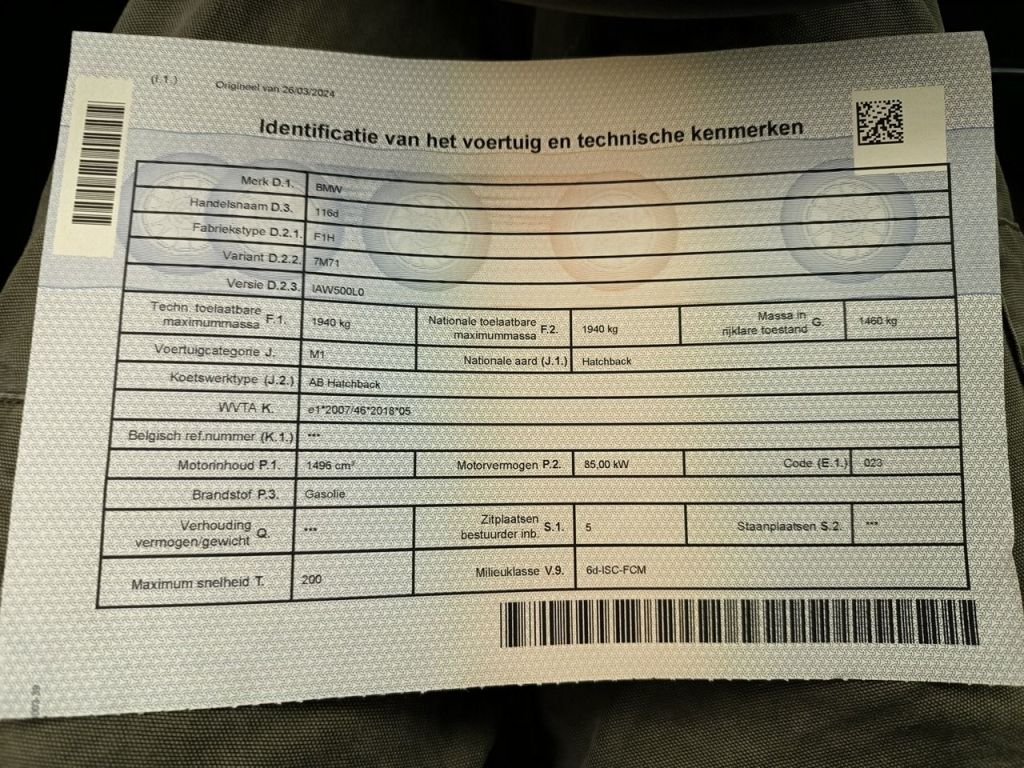 (I.1.)
Origineel van 26/03/2024
Identificatie van het voertuig en technische kenmerken
Merk D.1. BMW
Handelsnaam D.3. 116d
Fabriekstype D.2.1. F1H
Variant D.2.2. 7M71
Versie D.2.3. IAW500L0
Techn. toelaatbare maximummassa F.1. 1940 kg Nationale toelaatbare maximummassa F.2. 1940 kg Massa in rijklare toestand G. 1460 kg
Voertuigcategorie J. M1 Nationale aard (J.1.) Hatchback
Koetswerktype (J.2.) AB Hatchback
WVTA K. e1*2007/46*2018*05
Belgisch ref.nummer (K.1.) ***
Motorinhoud P.1. 1496 cm³ Motorvermogen P.2. 85,00 kW Code (E.1.) 023
Brandstof P.3. Gasolie
Verhouding vermogen/gewicht Q. *** Zitplaatsen bestuurder inb. S.1. 5 Staanplaatsen S.2. ***
Maximum snelheid T. 200 Milieuklasse V.9. 6d-ISC-FCM